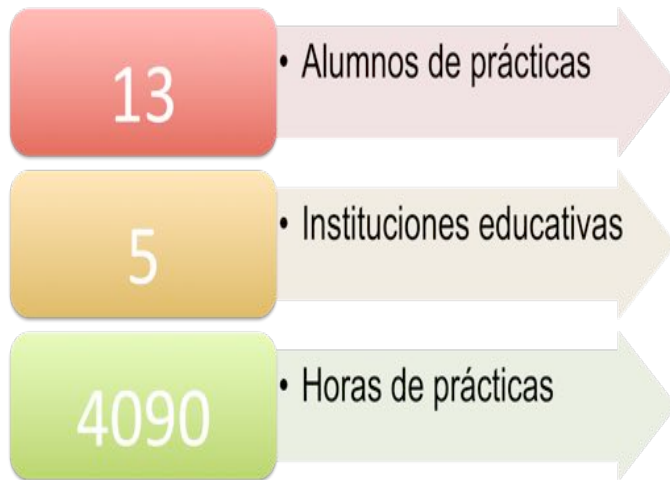 13
• Alumnos de prácticas
5
• Instituciones educativas
4090
• Horas de prácticas